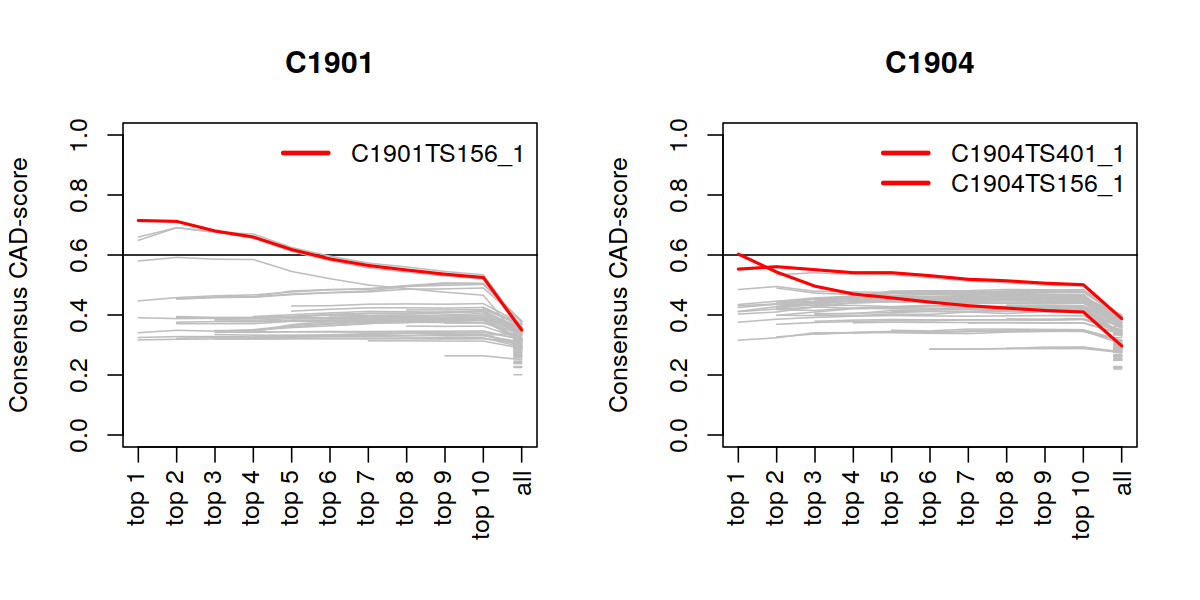 C1901
Consensus CAD-score
0.0 0.2 0.4 0.6 0.8 1.0
C1901TS156_1
top 1 top 2 top 3 top 4 top 5 top 6 top 7 top 8 top 9 top 10 all
C1904
Consensus CAD-score
0.0 0.2 0.4 0.6 0.8 1.0
C1904TS401_1
C1904TS156_1
top 1 top 2 top 3 top 4 top 5 top 6 top 7 top 8 top 9 top 10 all